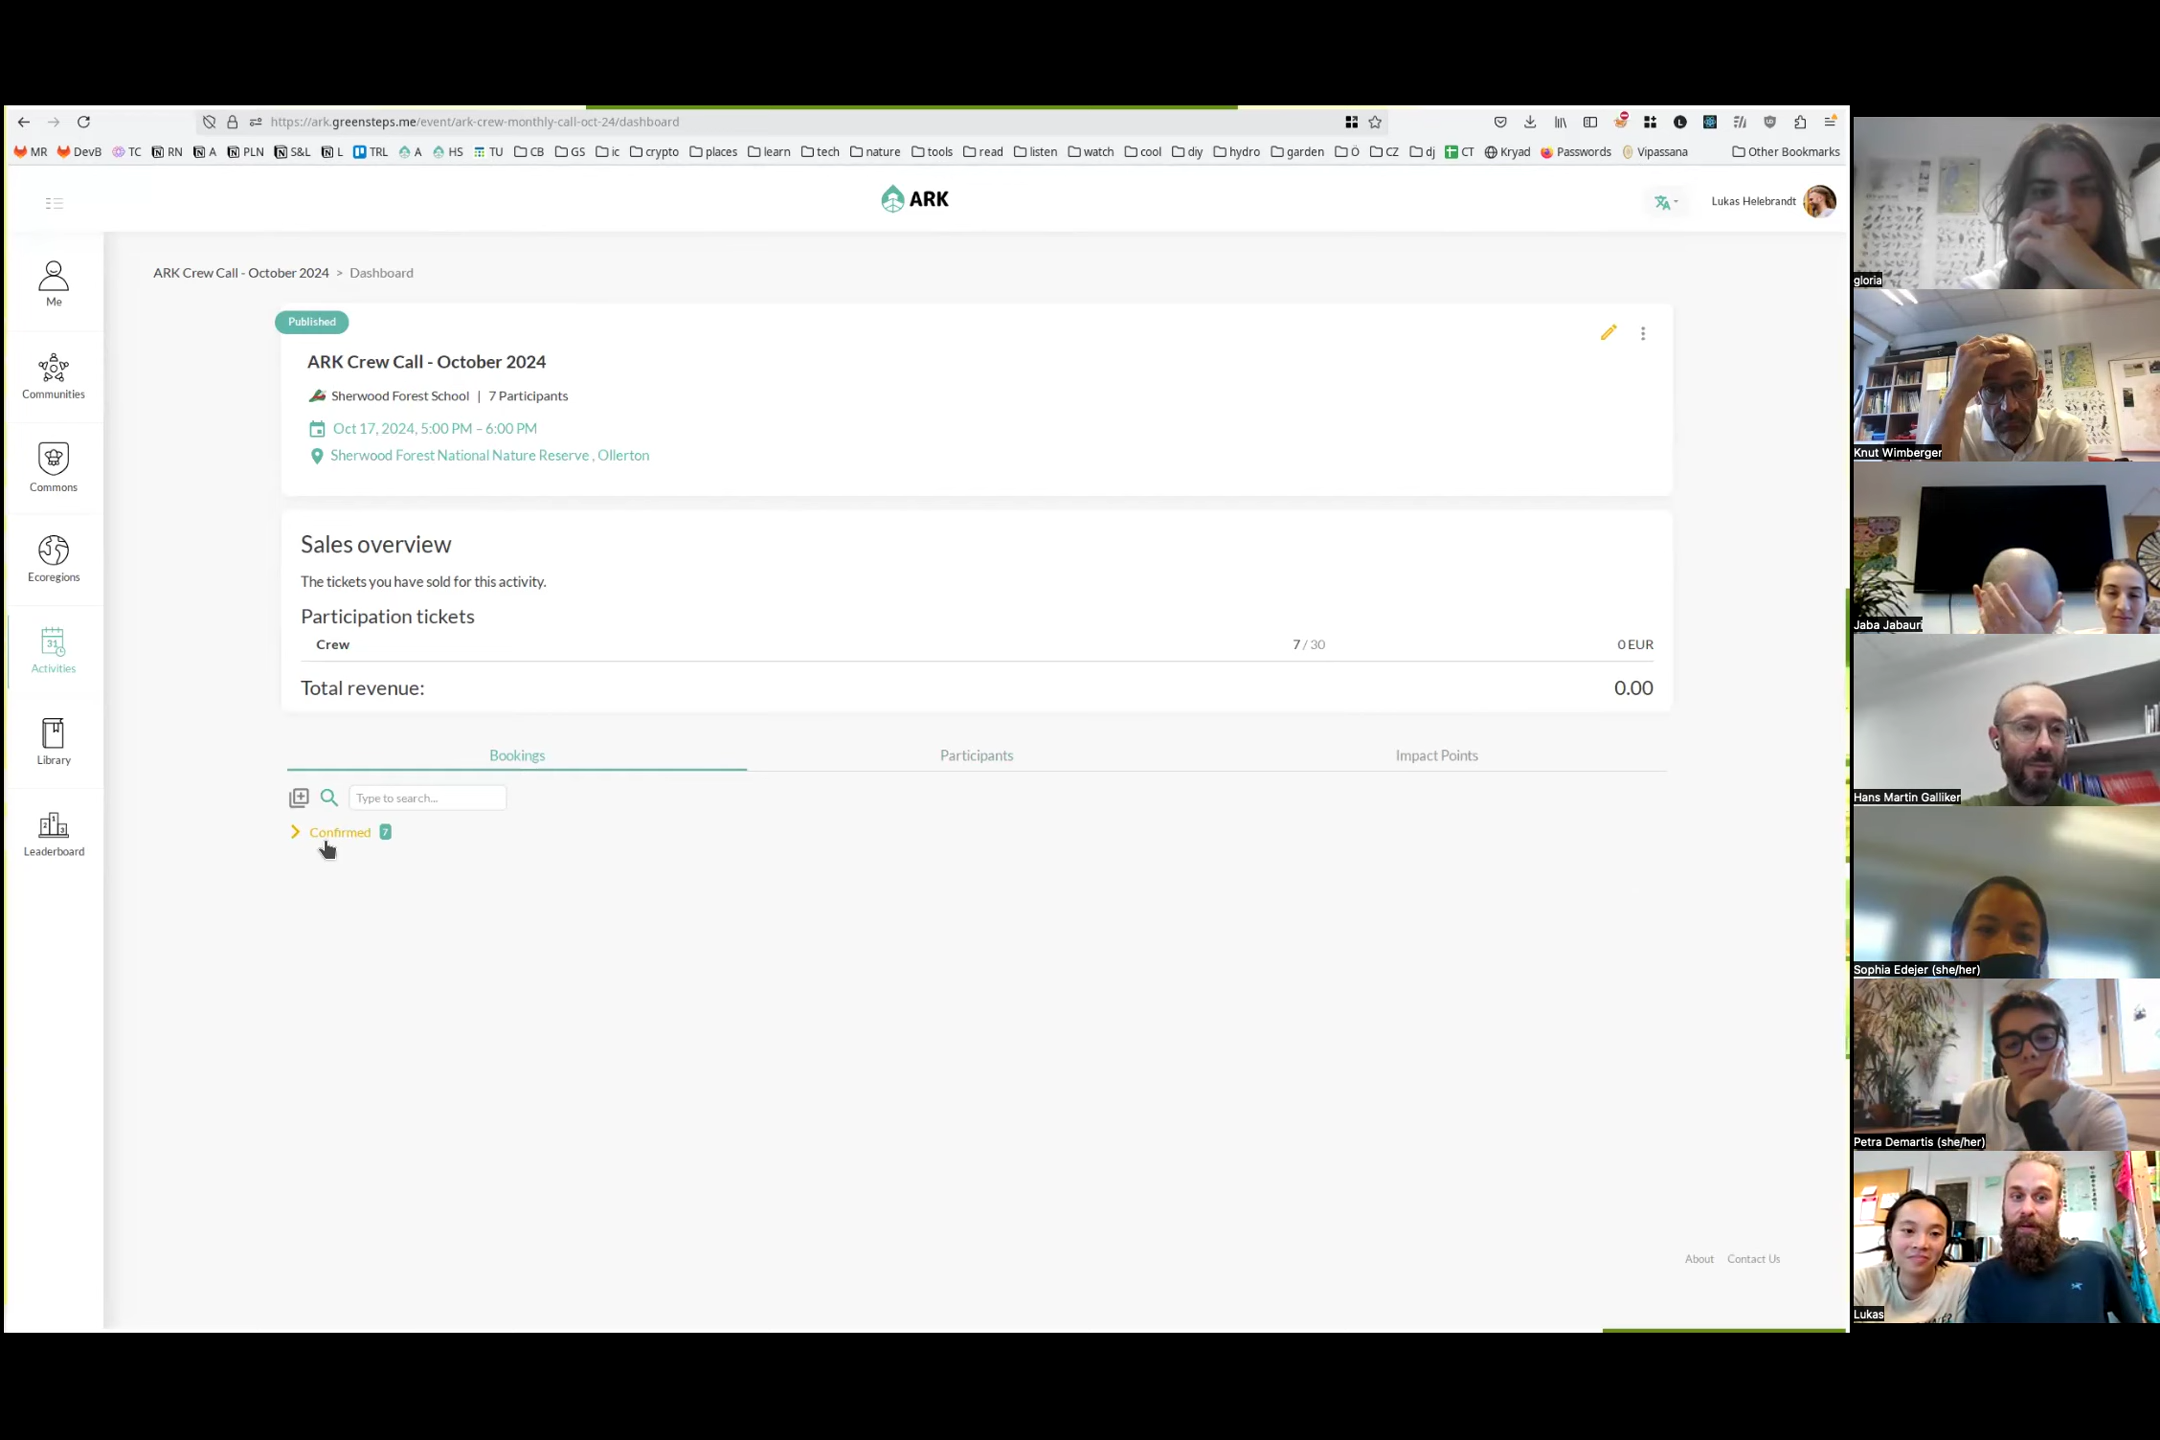 https://ark.greensteps.me/event/ark-crew-monthly-call-oct-24/dashboard
MR DevB TC RN A PLN S&L L TRL A HS TU CB GS ic crypto places learn tech nature tools read listen watch cool diy hydro garden Ö CZ dj CT Kryad Passwords Vipassana Other Bookmarks
ARK
Lukas Helebrandt
Me
Communities
Commons
Ecoregions
Activities
Library
Leaderboard
ARK Crew Call - October 2024 > Dashboard
Published
ARK Crew Call - October 2024
Sherwood Forest School | 7 Participants
Oct 17, 2024, 5:00 PM – 6:00 PM
Sherwood Forest National Nature Reserve , Ollerton
Sales overview
The tickets you have sold for this activity.
Participation tickets
Crew 7 / 30 0 EUR
Total revenue: 0.00
Bookings Participants Impact Points
Type to search...
Confirmed 7
About Contact Us
gloria
Knut Wimberger
Jaba Jabauri
Hans Martin Galliker
Sophia Edejer (she/her)
Petra Demartis (she/her)
Lukas